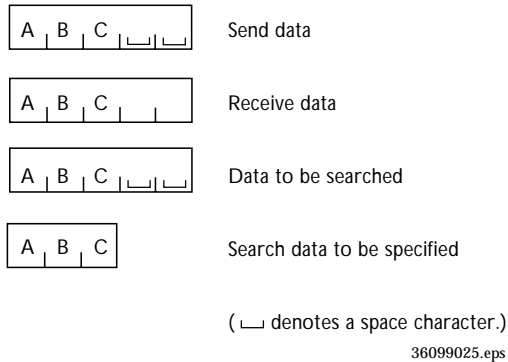 A B C ␣ ␣ Send data
A B C Receive data
A B C ␣ ␣ Data to be searched
A B C Search data to be specified
( ␣ denotes a space character.)
36099025.eps